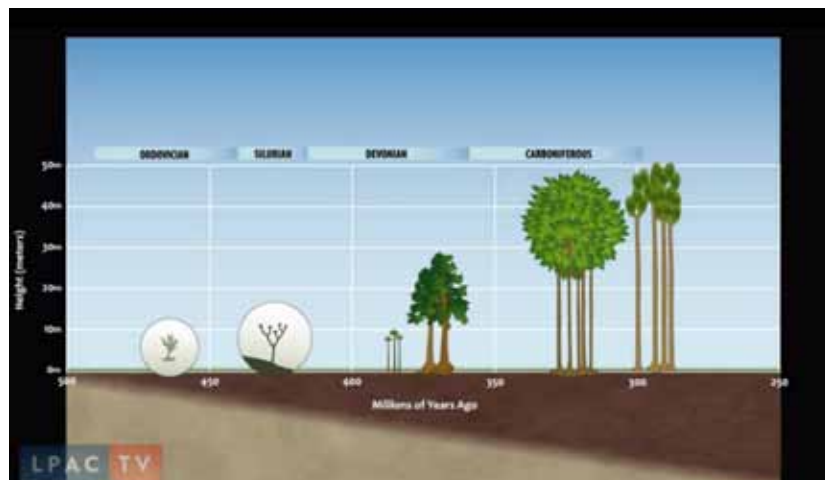 ORDOVICIAN SILURIAN DEVONIAN CARBONIFEROUS
50m
40m
30m
20m
10m
0m
Height (meters)
500 450 400 350 300 250
Millions of Years Ago
LPAC TV